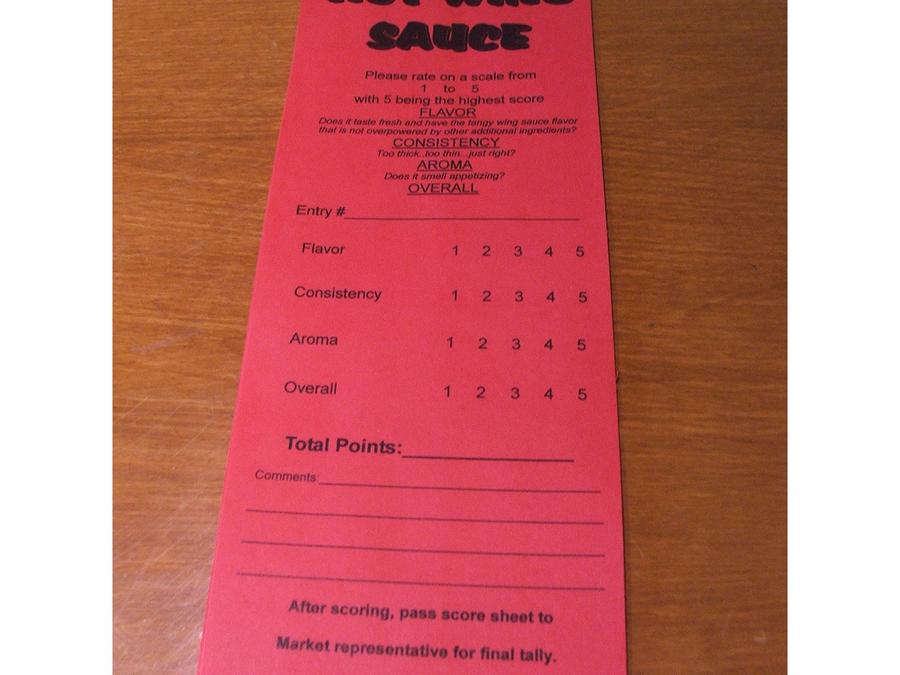 HOT WING
SAUCE
Please rate on a scale from
1 to 5
with 5 being the highest score
FLAVOR
Does it taste fresh and have the tangy wing sauce flavor
that is not overpowered by other additional ingredients?
CONSISTENCY
Too thick..too thin...just right?
AROMA
Does it smell appetizing?
OVERALL
Entry #
Flavor 1 2 3 4 5
Consistency 1 2 3 4 5
Aroma 1 2 3 4 5
Overall 1 2 3 4 5
Total Points:
Comments:
After scoring, pass score sheet to
Market representative for final tally.